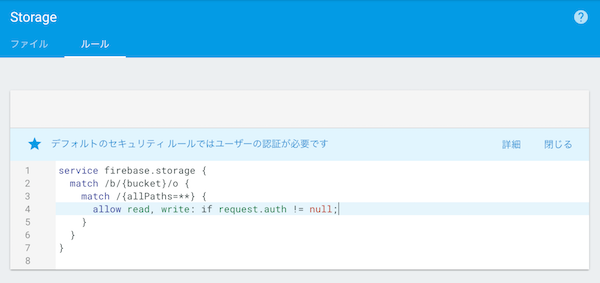 Storage
ファイル ルール
デフォルトのセキュリティ ルールではユーザーの認証が必要です 詳細 閉じる
1 service firebase.storage {
2   match /b/{bucket}/o {
3     match /{allPaths=**} {
4       allow read, write: if request.auth != null;
5     }
6   }
7 }
8